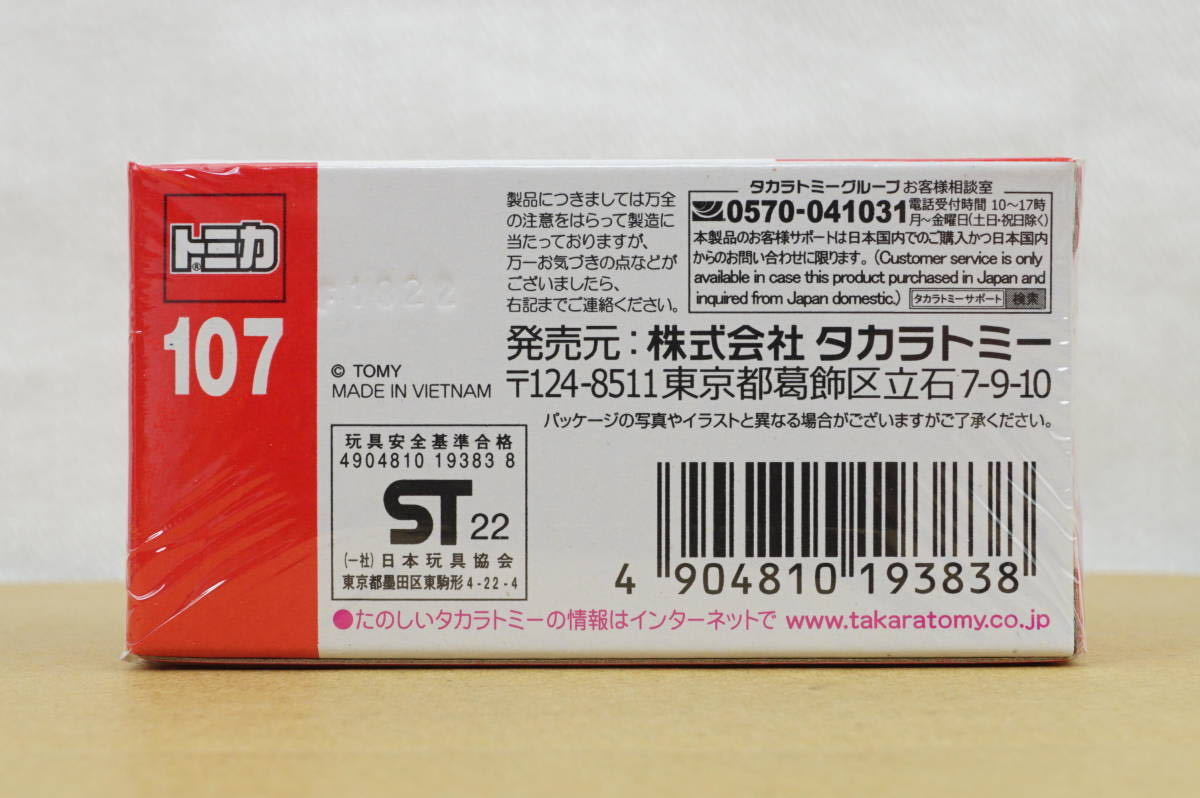 トミカ
®
107
製品につきましては万全
の注意をはらって製造に
当たっておりますが、
万一お気づきの点などが
ございましたら、
右記までご連絡ください。
タカラトミーグループ お客様相談室
0570-041031 電話受付時間 10〜17時
月〜金曜日(土日・祝日除く)
本製品のお客様サポートは日本国内でのご購入かつ日本国内
からのお問い合わせに限ります。(Customer service is only
available in case this product purchased in Japan and
inquired from Japan domestic.) タカラトミーサポート 検索
発売元:株式会社 タカラトミー
〒124-8511東京都葛飾区立石7-9-10
© TOMY
MADE IN VIETNAM
パッケージの写真やイラストと異なる場合がございますがご了承ください。
玩具安全基準合格
4904810 19383 8
ST 22
(一社)日本玩具協会
東京都墨田区東駒形4-22-4
4 904810 193838
●たのしいタカラトミーの情報はインターネットで www.takaratomy.co.jp